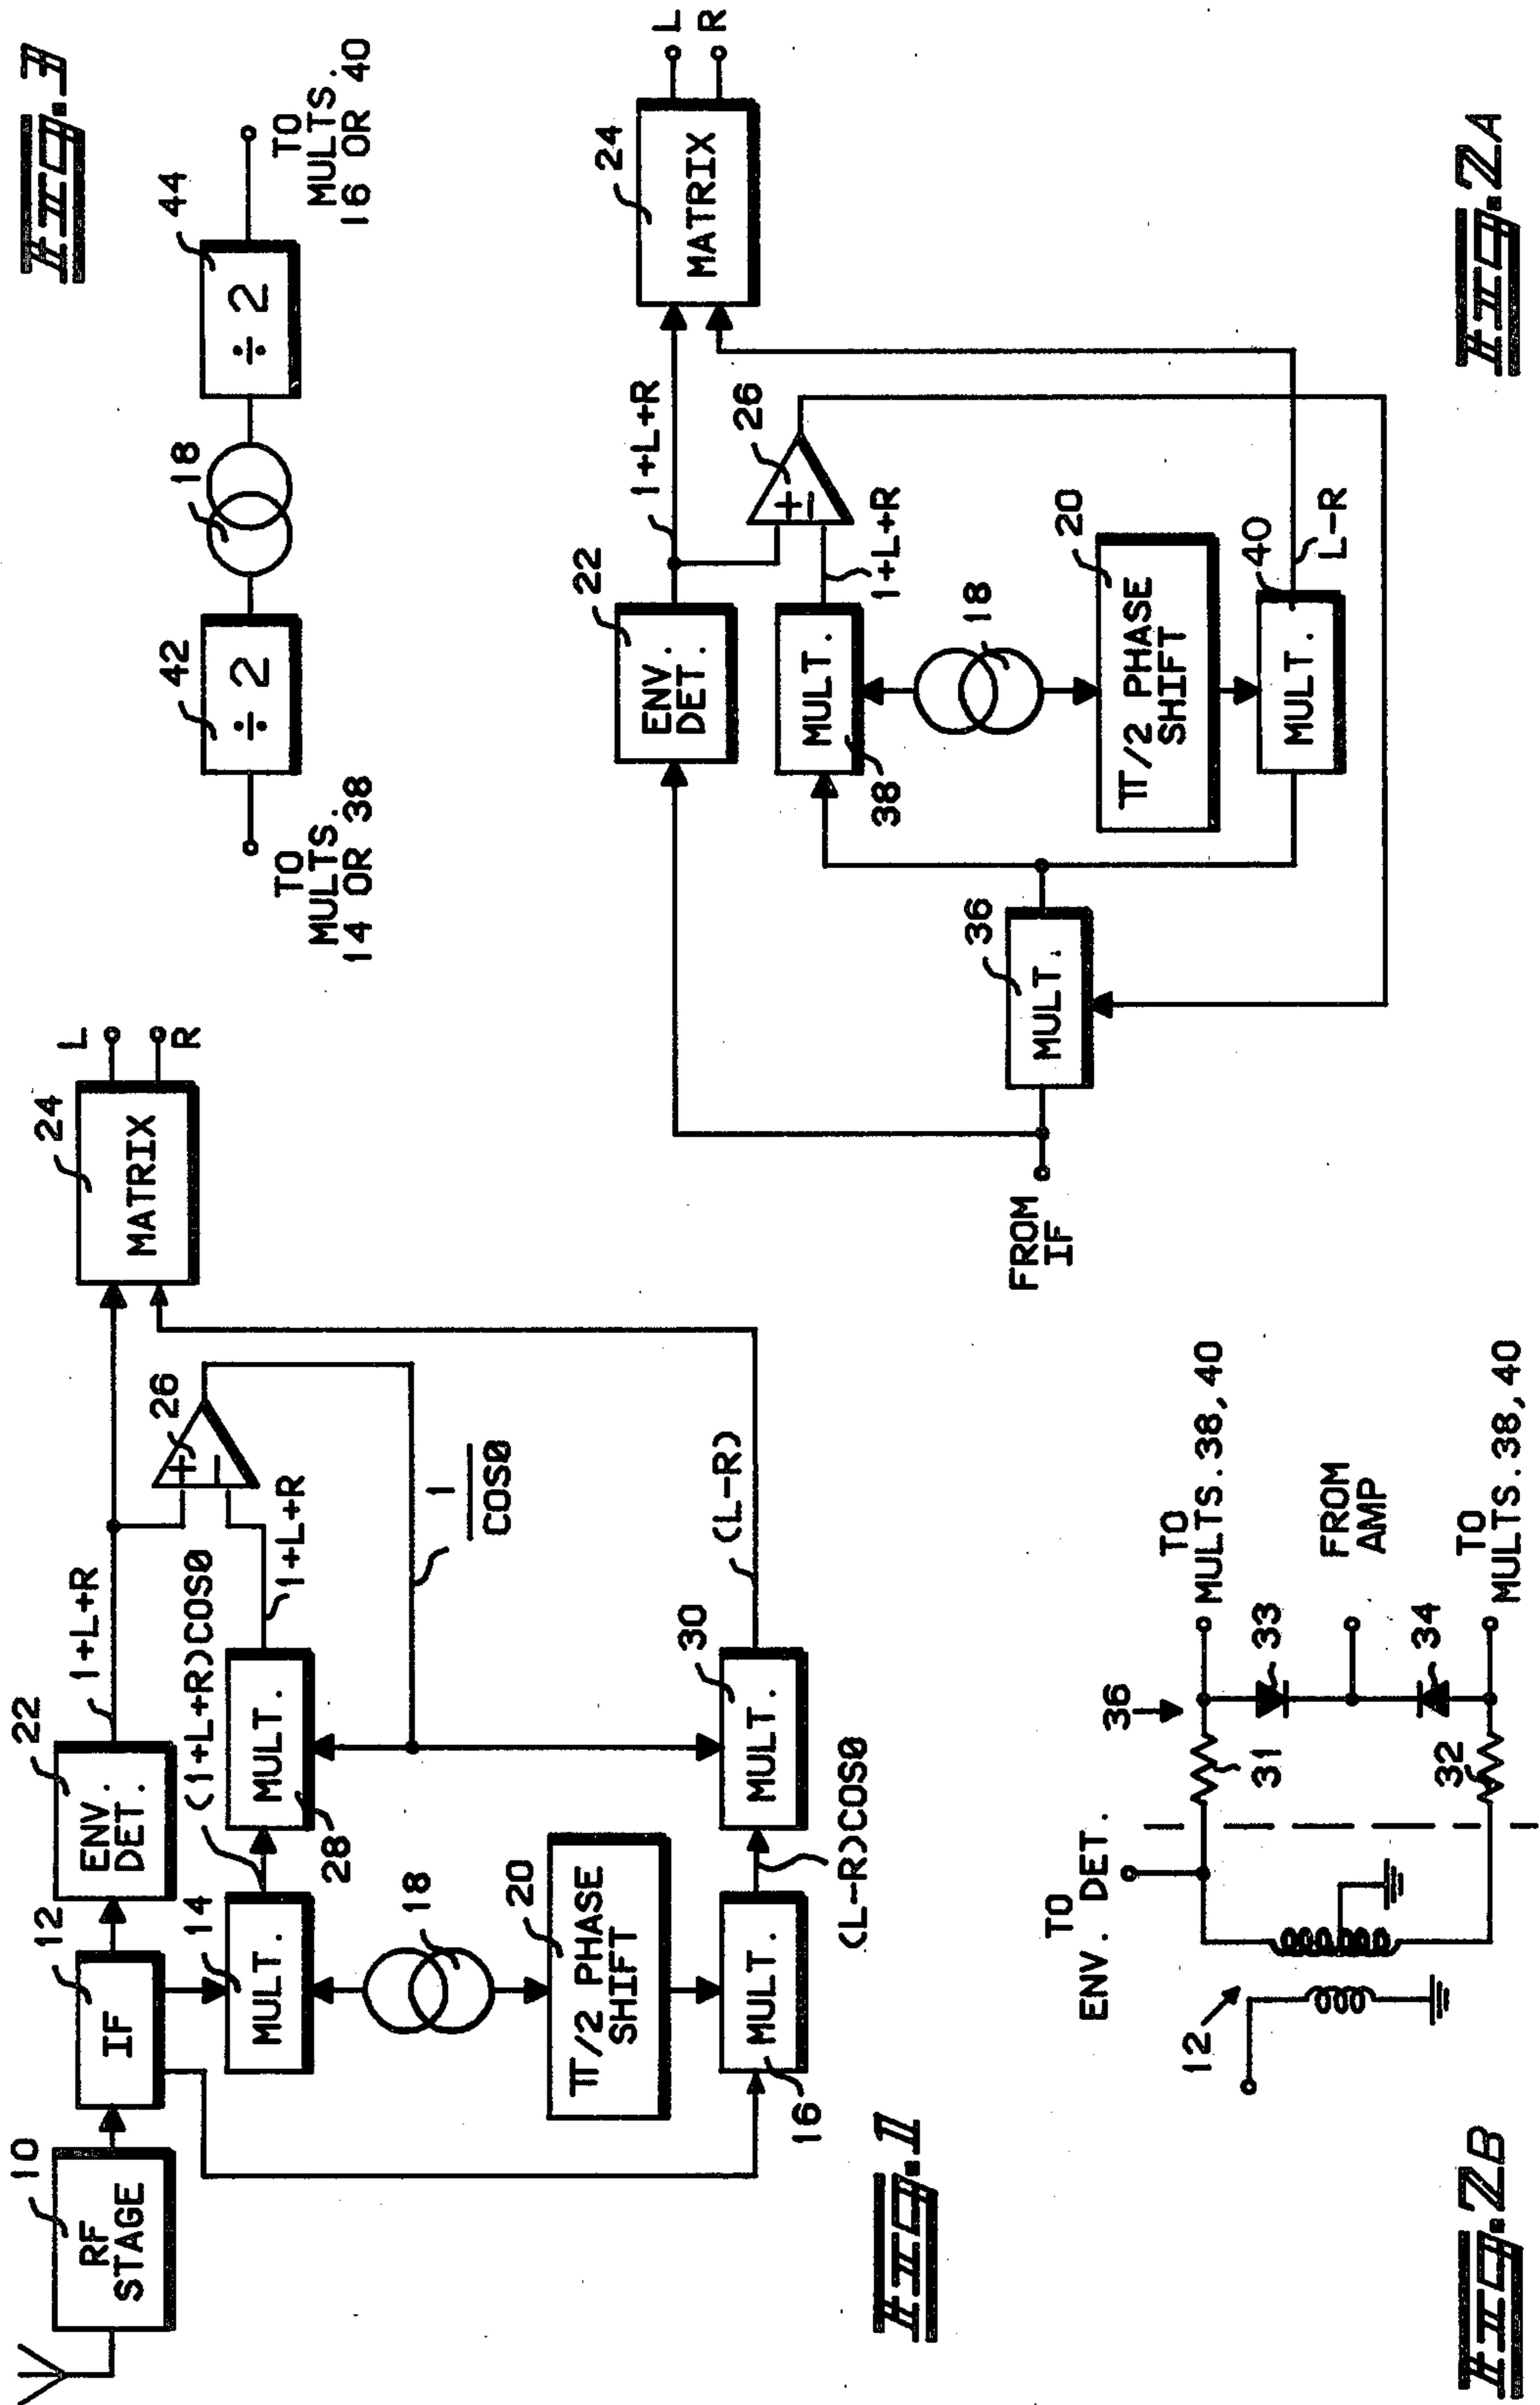 10
RF
STAGE
12
IF
22
ENV.
DET.
1+L+R
24
MATRIX
L
R
14
MULT.
(1+L+R)COSθ
28
MULT.
1+L+R
26
+
−
1
COSθ
18
20
π/2 PHASE
SHIFT
16
MULT.
(L-R)COSθ
30
MULT.
(L-R)
FIG. 1
FIG. 3
TO
MULTS.
14 OR 38
42
÷ 2
18
44
÷ 2
TO
MULTS.
16 OR 40
FROM
IF
36
MULT.
22
ENV.
DET.
1+L+R
38
MULT.
1+L+R
26
+
−
18
20
π/2 PHASE
SHIFT
40
MULT.
L-R
24
MATRIX
L
R
FIG. 2A
12
TO
ENV. DET.
36
31
32
33
34
TO
MULTS.38,40
FROM
AMP
TO
MULTS.38,40
FIG. 2B